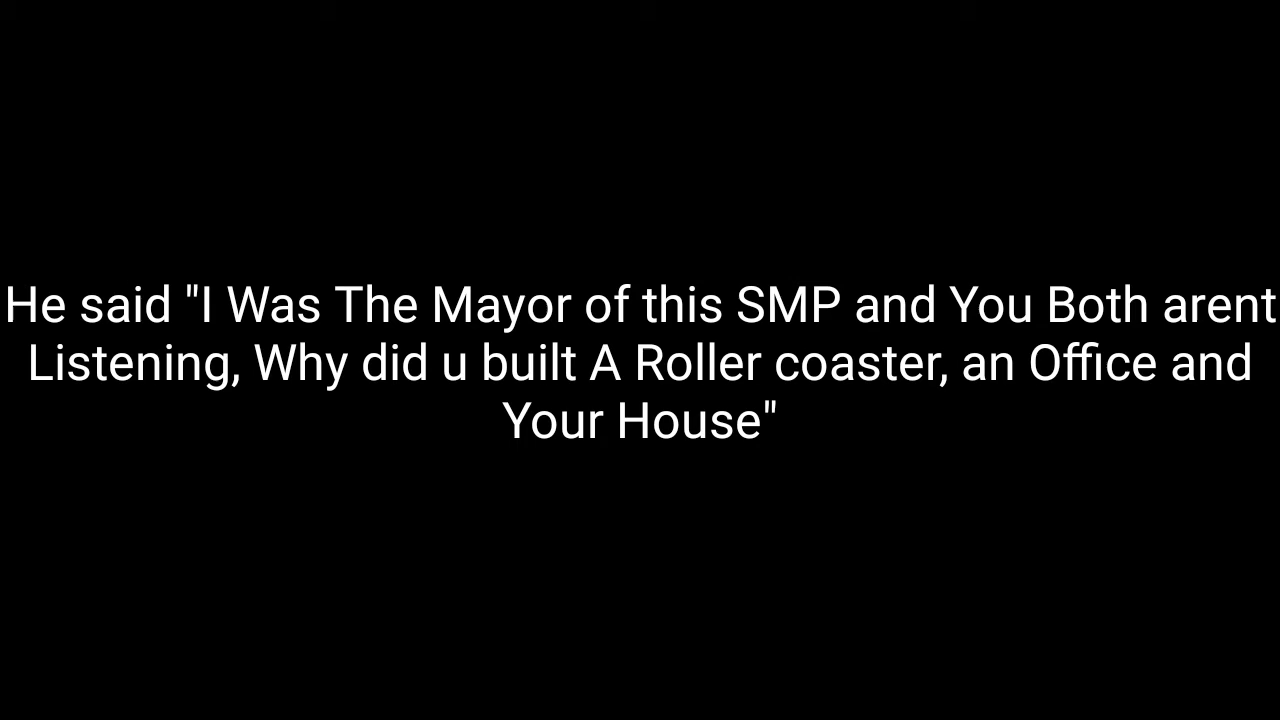 He said "I Was The Mayor of this SMP and You Both arent
Listening, Why did u built A Roller coaster, an Office and
Your House"